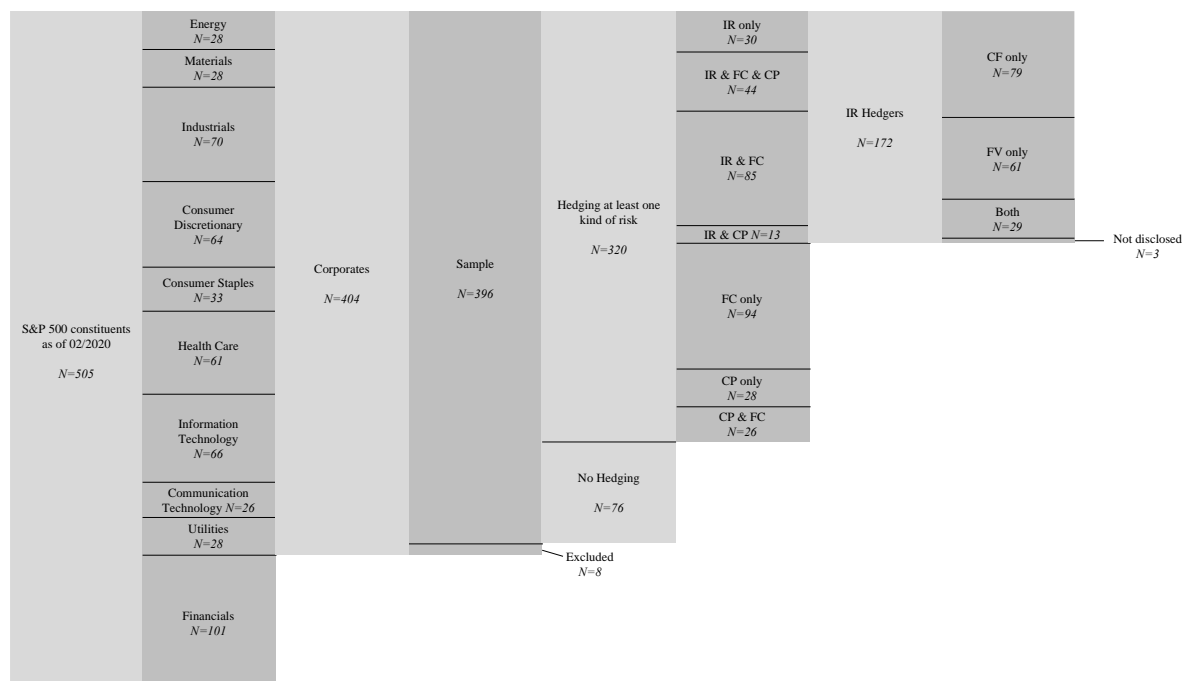 S&P 500 constituents
as of 02/2020
N=505
Energy
N=28
Materials
N=28
Industrials
N=70
Consumer
Discretionary
N=64
Consumer Staples
N=33
Health Care
N=61
Information
Technology
N=66
Communication
Technology N=26
Utilities
N=28
Financials
N=101
Corporates
N=404
Sample
N=396
Excluded
N=8
Hedging at least one
kind of risk
N=320
No Hedging
N=76
IR only
N=30
IR & FC & CP
N=44
IR & FC
N=85
IR & CP N=13
FC only
N=94
CP only
N=28
CP & FC
N=26
IR Hedgers
N=172
CF only
N=79
FV only
N=61
Both
N=29
Not disclosed
N=3